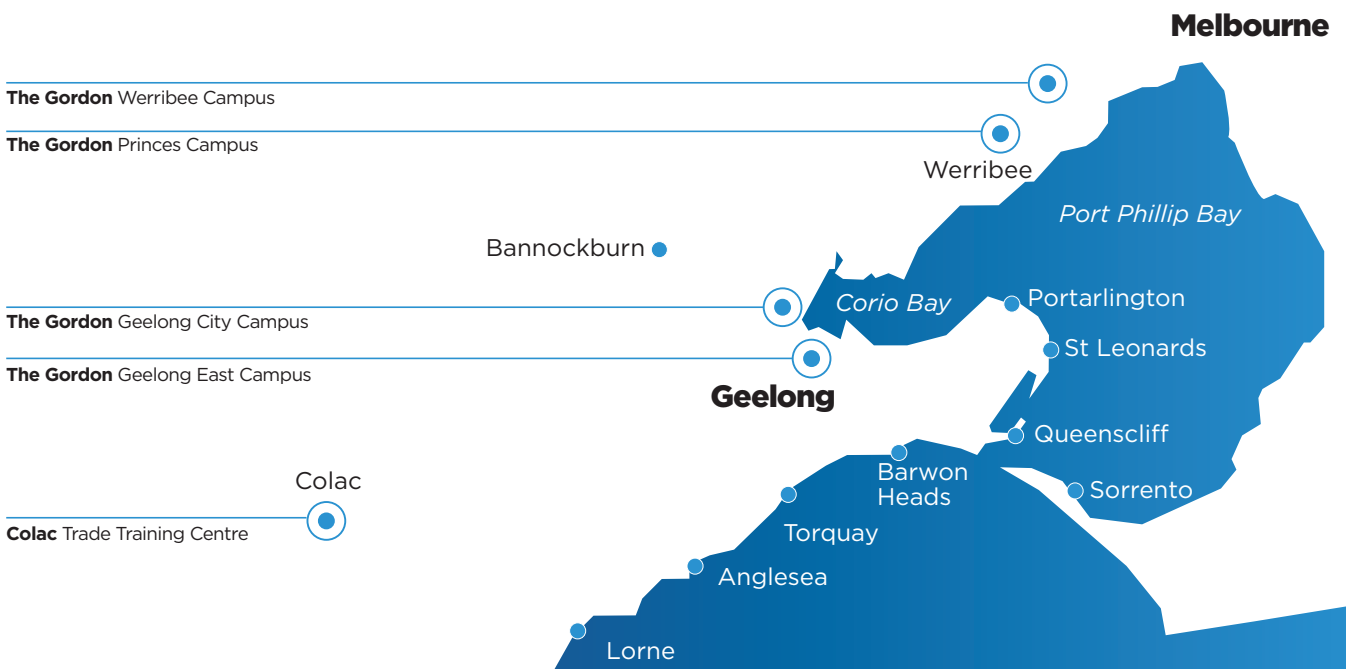 Melbourne
The Gordon Werribee Campus
The Gordon Princes Campus
Werribee
Port Phillip Bay
Bannockburn
Corio Bay
Portarlington
The Gordon Geelong City Campus
St Leonards
The Gordon Geelong East Campus
Geelong
Queenscliff
Barwon
Heads
Colac
Sorrento
Colac Trade Training Centre
Torquay
Anglesea
Lorne